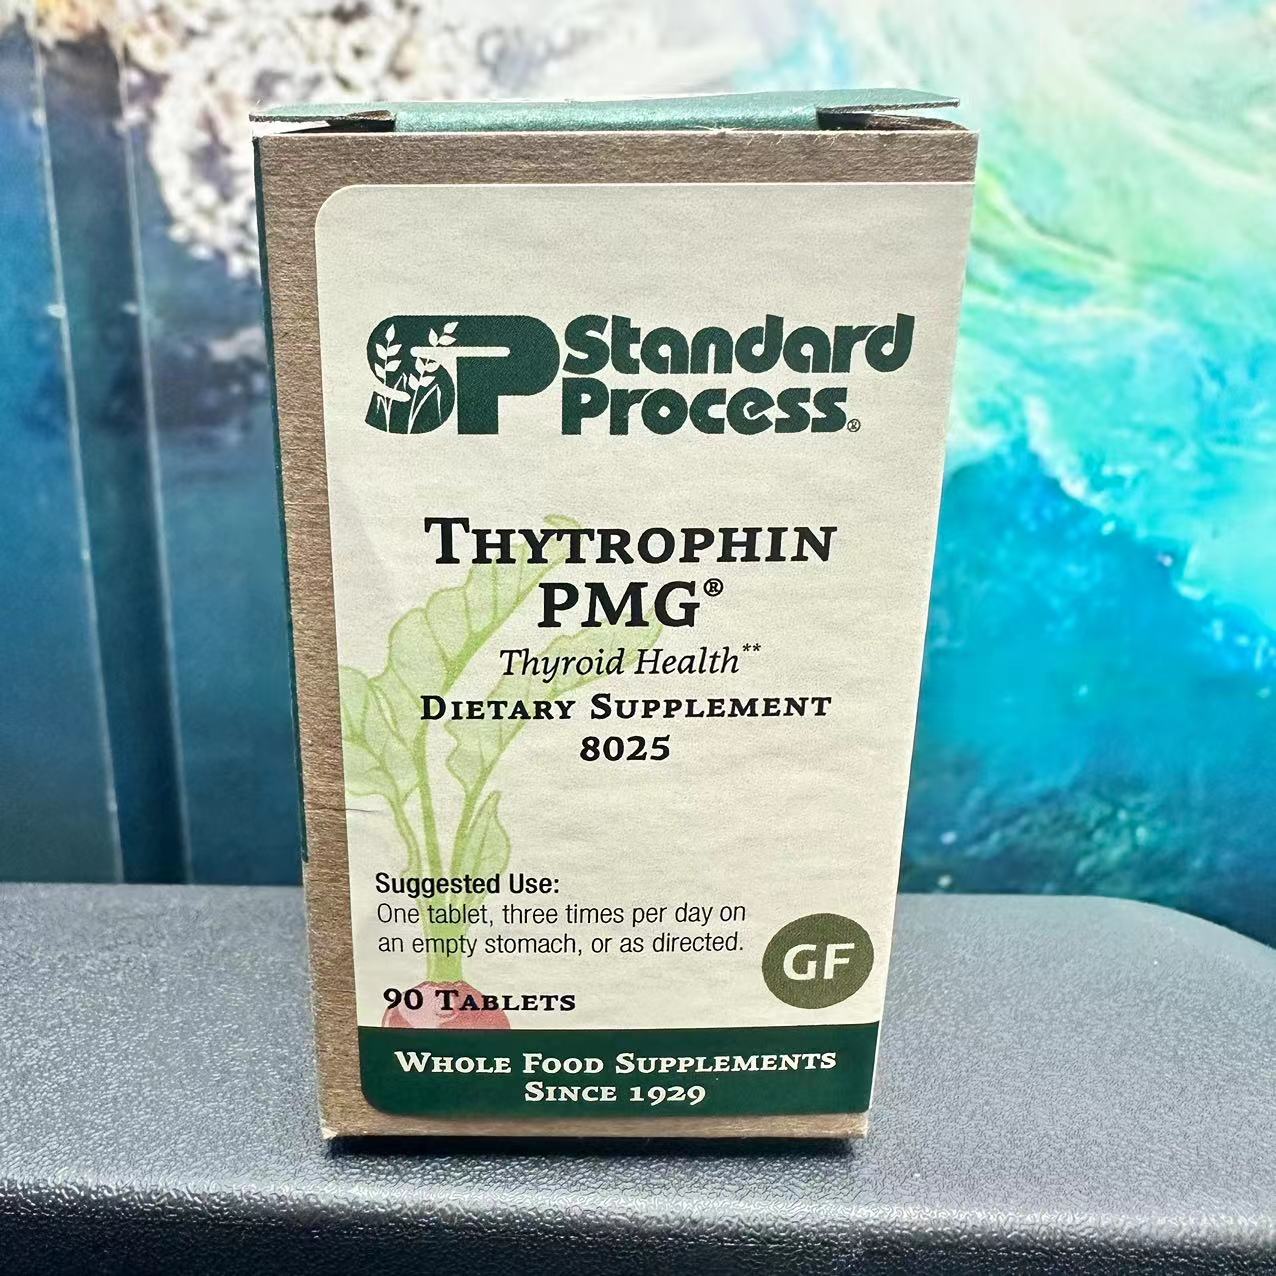 SP Standard
Process®
THYTROPHIN
PMG®
Thyroid Health**
DIETARY SUPPLEMENT
8025
Suggested Use:
One tablet, three times per day on
an empty stomach, or as directed.
GF
90 TABLETS
WHOLE FOOD SUPPLEMENTS
SINCE 1929